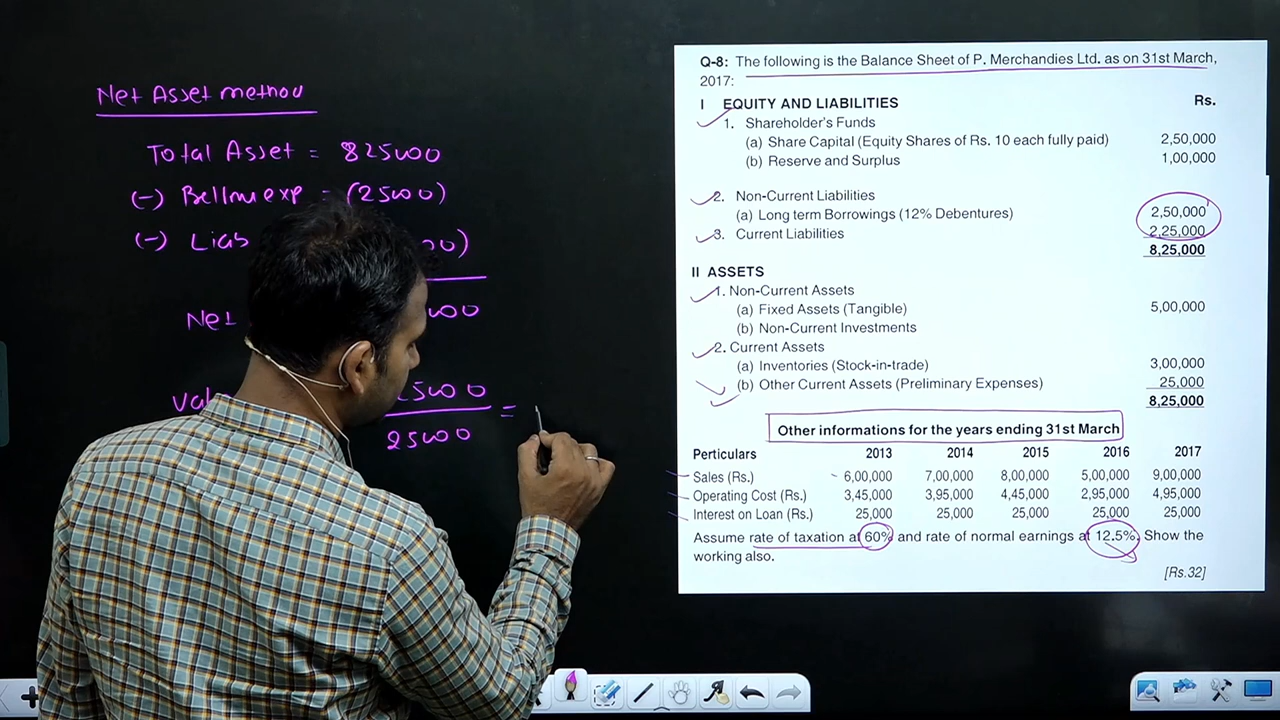 Net Asset method
Total Asset = 825000
(-) = (25000)
(-) Liab 00)
Net 000
Val 25000
25000 =
Q-8: The following is the Balance Sheet of P. Merchandies Ltd. as on 31st March,
2017:
I EQUITY AND LIABILITIES Rs.
1. Shareholder's Funds
(a) Share Capital (Equity Shares of Rs. 10 each fully paid) 2,50,000
(b) Reserve and Surplus 1,00,000
2. Non-Current Liabilities
(a) Long term Borrowings (12% Debentures) 2,50,000
3. Current Liabilities 2,25,000
8,25,000
II ASSETS
1. Non-Current Assets
(a) Fixed Assets (Tangible) 5,00,000
(b) Non-Current Investments
2. Current Assets
(a) Inventories (Stock-in-trade) 3,00,000
(b) Other Current Assets (Preliminary Expenses) 25,000
8,25,000
Other informations for the years ending 31st March
Perticulars 2013 2014 2015 2016 2017
Sales (Rs.) 6,00,000 7,00,000 8,00,000 5,00,000 9,00,000
Operating Cost (Rs.) 3,45,000 3,95,000 4,45,000 2,95,000 4,95,000
Interest on Loan (Rs.) 25,000 25,000 25,000 25,000 25,000
Assume rate of taxation at 60% and rate of normal earnings at 12.5%. Show the
working also.
[Rs.32]